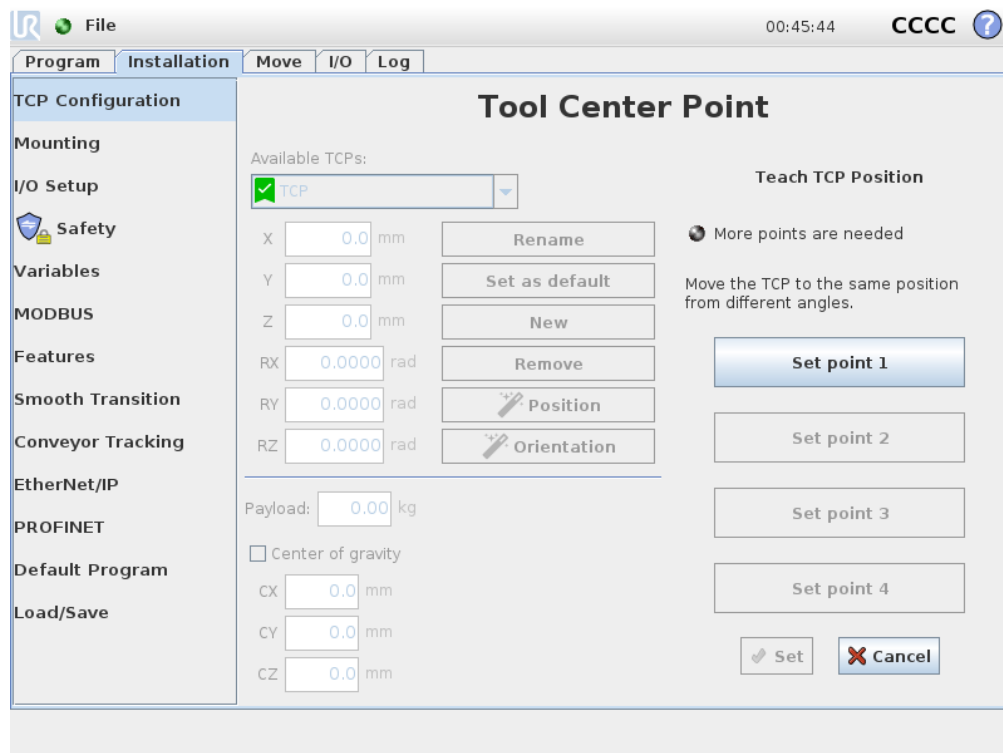 UR File 00:45:44 CCCC ?
Program Installation Move I/O Log
TCP Configuration
Mounting
I/O Setup
Safety
Variables
MODBUS
Features
Smooth Transition
Conveyor Tracking
EtherNet/IP
PROFINET
Default Program
Load/Save
Tool Center Point
Available TCPs:
TCP
X 0.0 mm Rename
Y 0.0 mm Set as default
Z 0.0 mm New
RX 0.0000 rad Remove
RY 0.0000 rad Position
RZ 0.0000 rad Orientation
Payload: 0.00 kg
Center of gravity
CX 0.0 mm
CY 0.0 mm
CZ 0.0 mm
Teach TCP Position
More points are needed
Move the TCP to the same position
from different angles.
Set point 1
Set point 2
Set point 3
Set point 4
Set Cancel